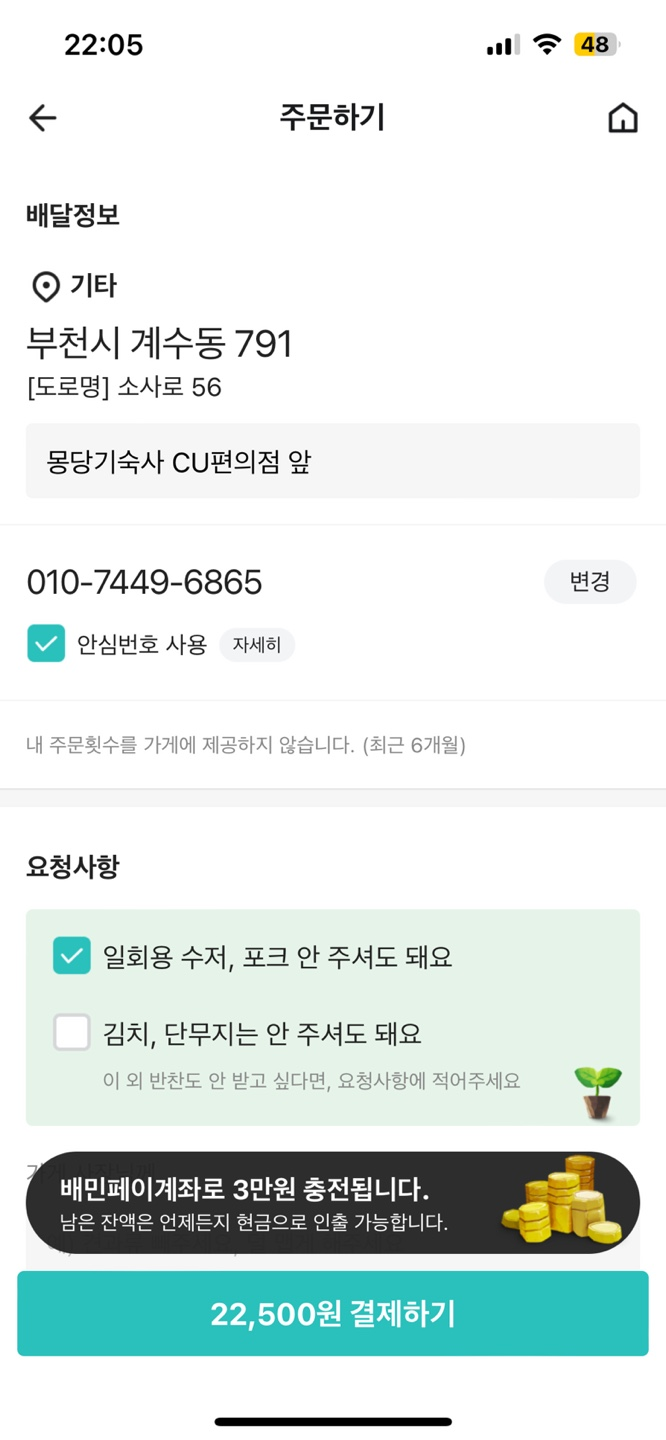 22:05
48
주문하기
배달정보
기타
부천시 계수동 791
[도로명] 소사로 56
몽당기숙사 CU편의점 앞
010-7449-6865
변경
안심번호 사용
자세히
내 주문횟수를 가게에 제공하지 않습니다. (최근 6개월)
요청사항
일회용 수저, 포크 안 주셔도 돼요
김치, 단무지는 안 주셔도 돼요
이 외 반찬도 안 받고 싶다면, 요청사항에 적어주세요
배민페이계좌로 3만원 충전됩니다.
남은 잔액은 언제든지 현금으로 인출 가능합니다.
22,500원 결제하기